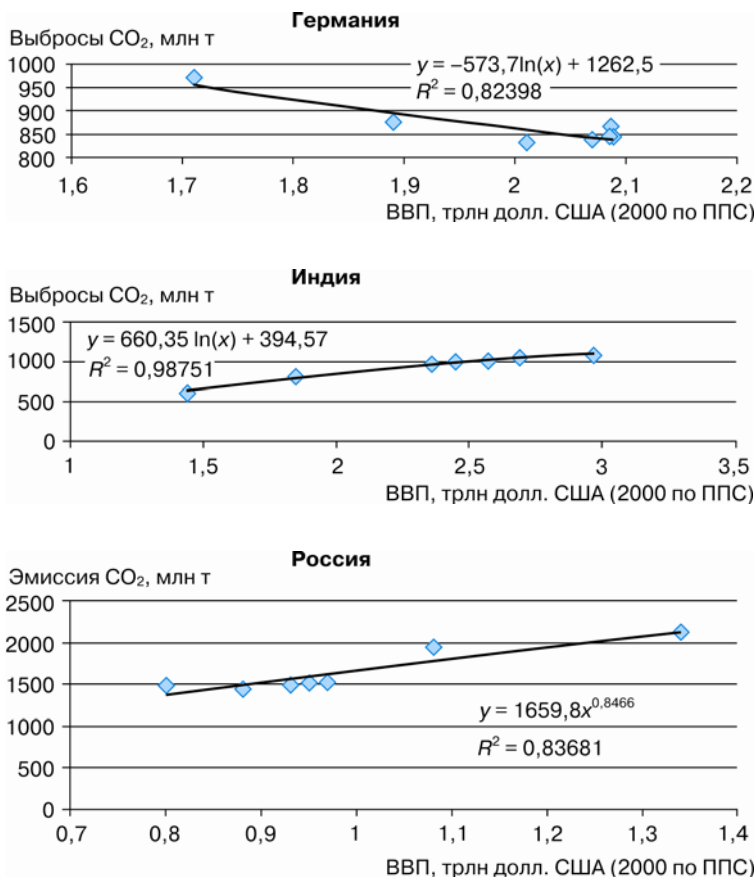 Германия
Выбросы CO₂, млн т
y = –573,7ln(x) + 1262,5
R² = 0,82398
1000
950
900
850
800
1,6 1,7 1,8 1,9 2 2,1 2,2
ВВП, трлн долл. США (2000 по ППС)
Индия
Выбросы CO₂, млн т
y = 660,35 ln(x) + 394,57
R² = 0,98751
1500
1000
500
0
1 1,5 2 2,5 3 3,5
ВВП, трлн долл. США (2000 по ППС)
Россия
Эмиссия CO₂, млн т
2500
2000
1500
1000
500
0
y = 1659,8x⁰,⁸⁴⁶⁶
R² = 0,83681
0,7 0,8 0,9 1 1,1 1,2 1,3 1,4
ВВП, трлн долл. США (2000 по ППС)